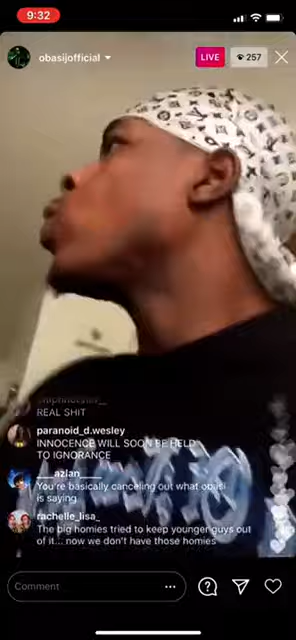 9:32
obasijofficial
LIVE
257
REAL SHIT
paranoid_d.wesley
INNOCENCE WILL SOON BE HELD
TO IGNORANCE
You're basically canceling out what obasi
is saying
rachelle_lisa_
The big homies tried to keep younger guys out
of it... now we don't have those homies
Comment